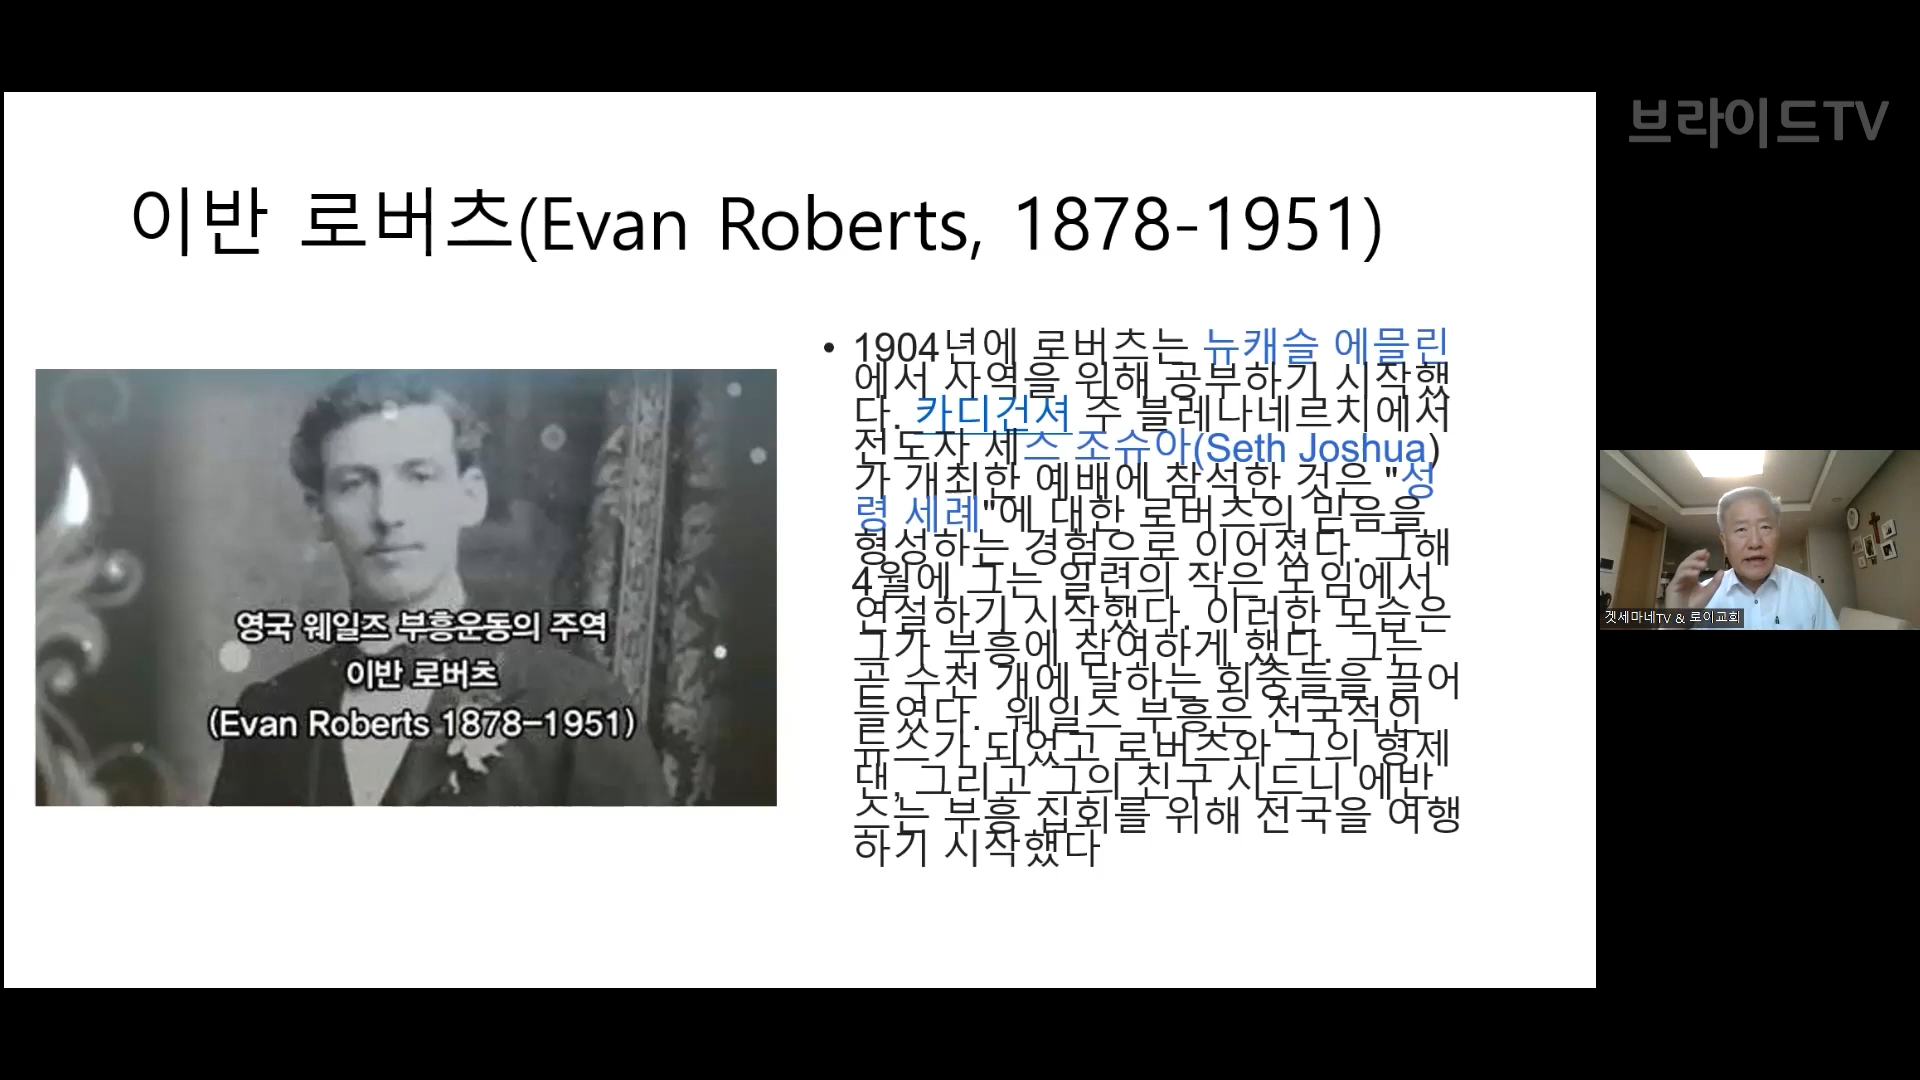 브라이드TV
이반 로버츠(Evan Roberts, 1878-1951)
영국 웨일즈 부흥운동의 주역
이반 로버츠
(Evan Roberts 1878-1951)
• 1904년에 로버츠는 뉴캐슬 에믈린
에서 사역을 위해 공부하기 시작했
다. 카디건셔 주 블레나네르치에서
전도자 세스 조슈아(Seth Joshua)
가 개최한 예배에 참석한 것은 "성
령 세례"에 대한 로버츠의 믿음을
형성하는 경험으로 이어졌다. 그해
4월에 그는 일련의 작은 모임에서
연설하기 시작했다. 이러한 모습은
그가 부흥에 참여하게 했다. 그는
곧 수천 개에 달하는 회중들을 끌어
들였다. 웨일스 부흥은 전국적인
뉴스가 되었고 로버츠와 그의 형제
댄, 그리고 그의 친구 시드니 에반
스는 부흥 집회를 위해 전국을 여행
하기 시작했다
겟세마네TV & 로이교회